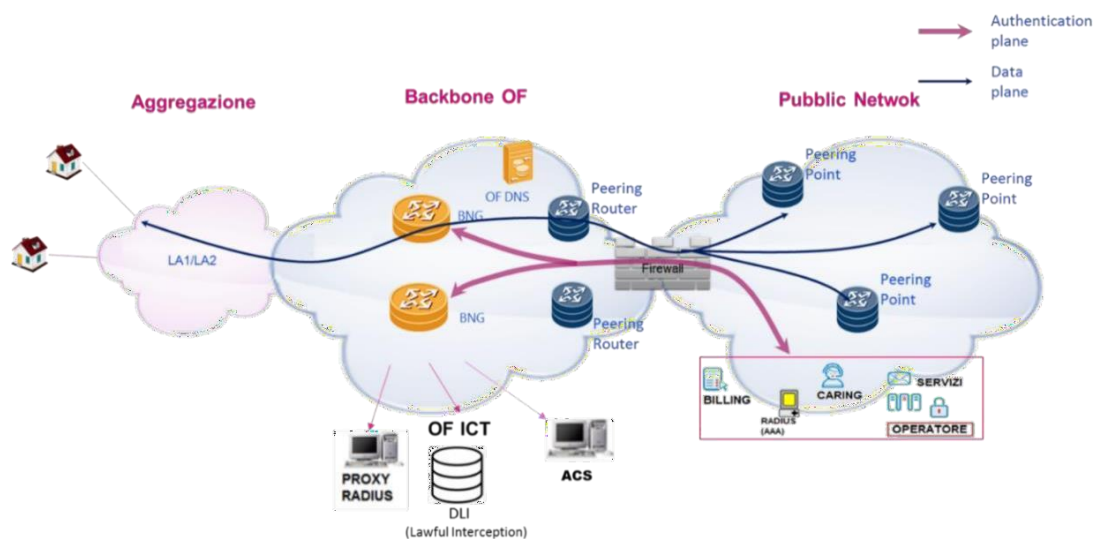 Authentication
plane
Data
plane
Aggregazione
Backbone OF
Pubblic Netwok
Peering
Point
Peering
Point
OF DNS
Peering
Router
BNG
LA1/LA2
Firewall
Peering
Point
BNG
Peering
Router
BILLING
CARING
SERVIZI
RADIUS
(AAA)
OPERATORE
OF ICT
PROXY
RADIUS
ACS
DLI
(Lawful Interception)